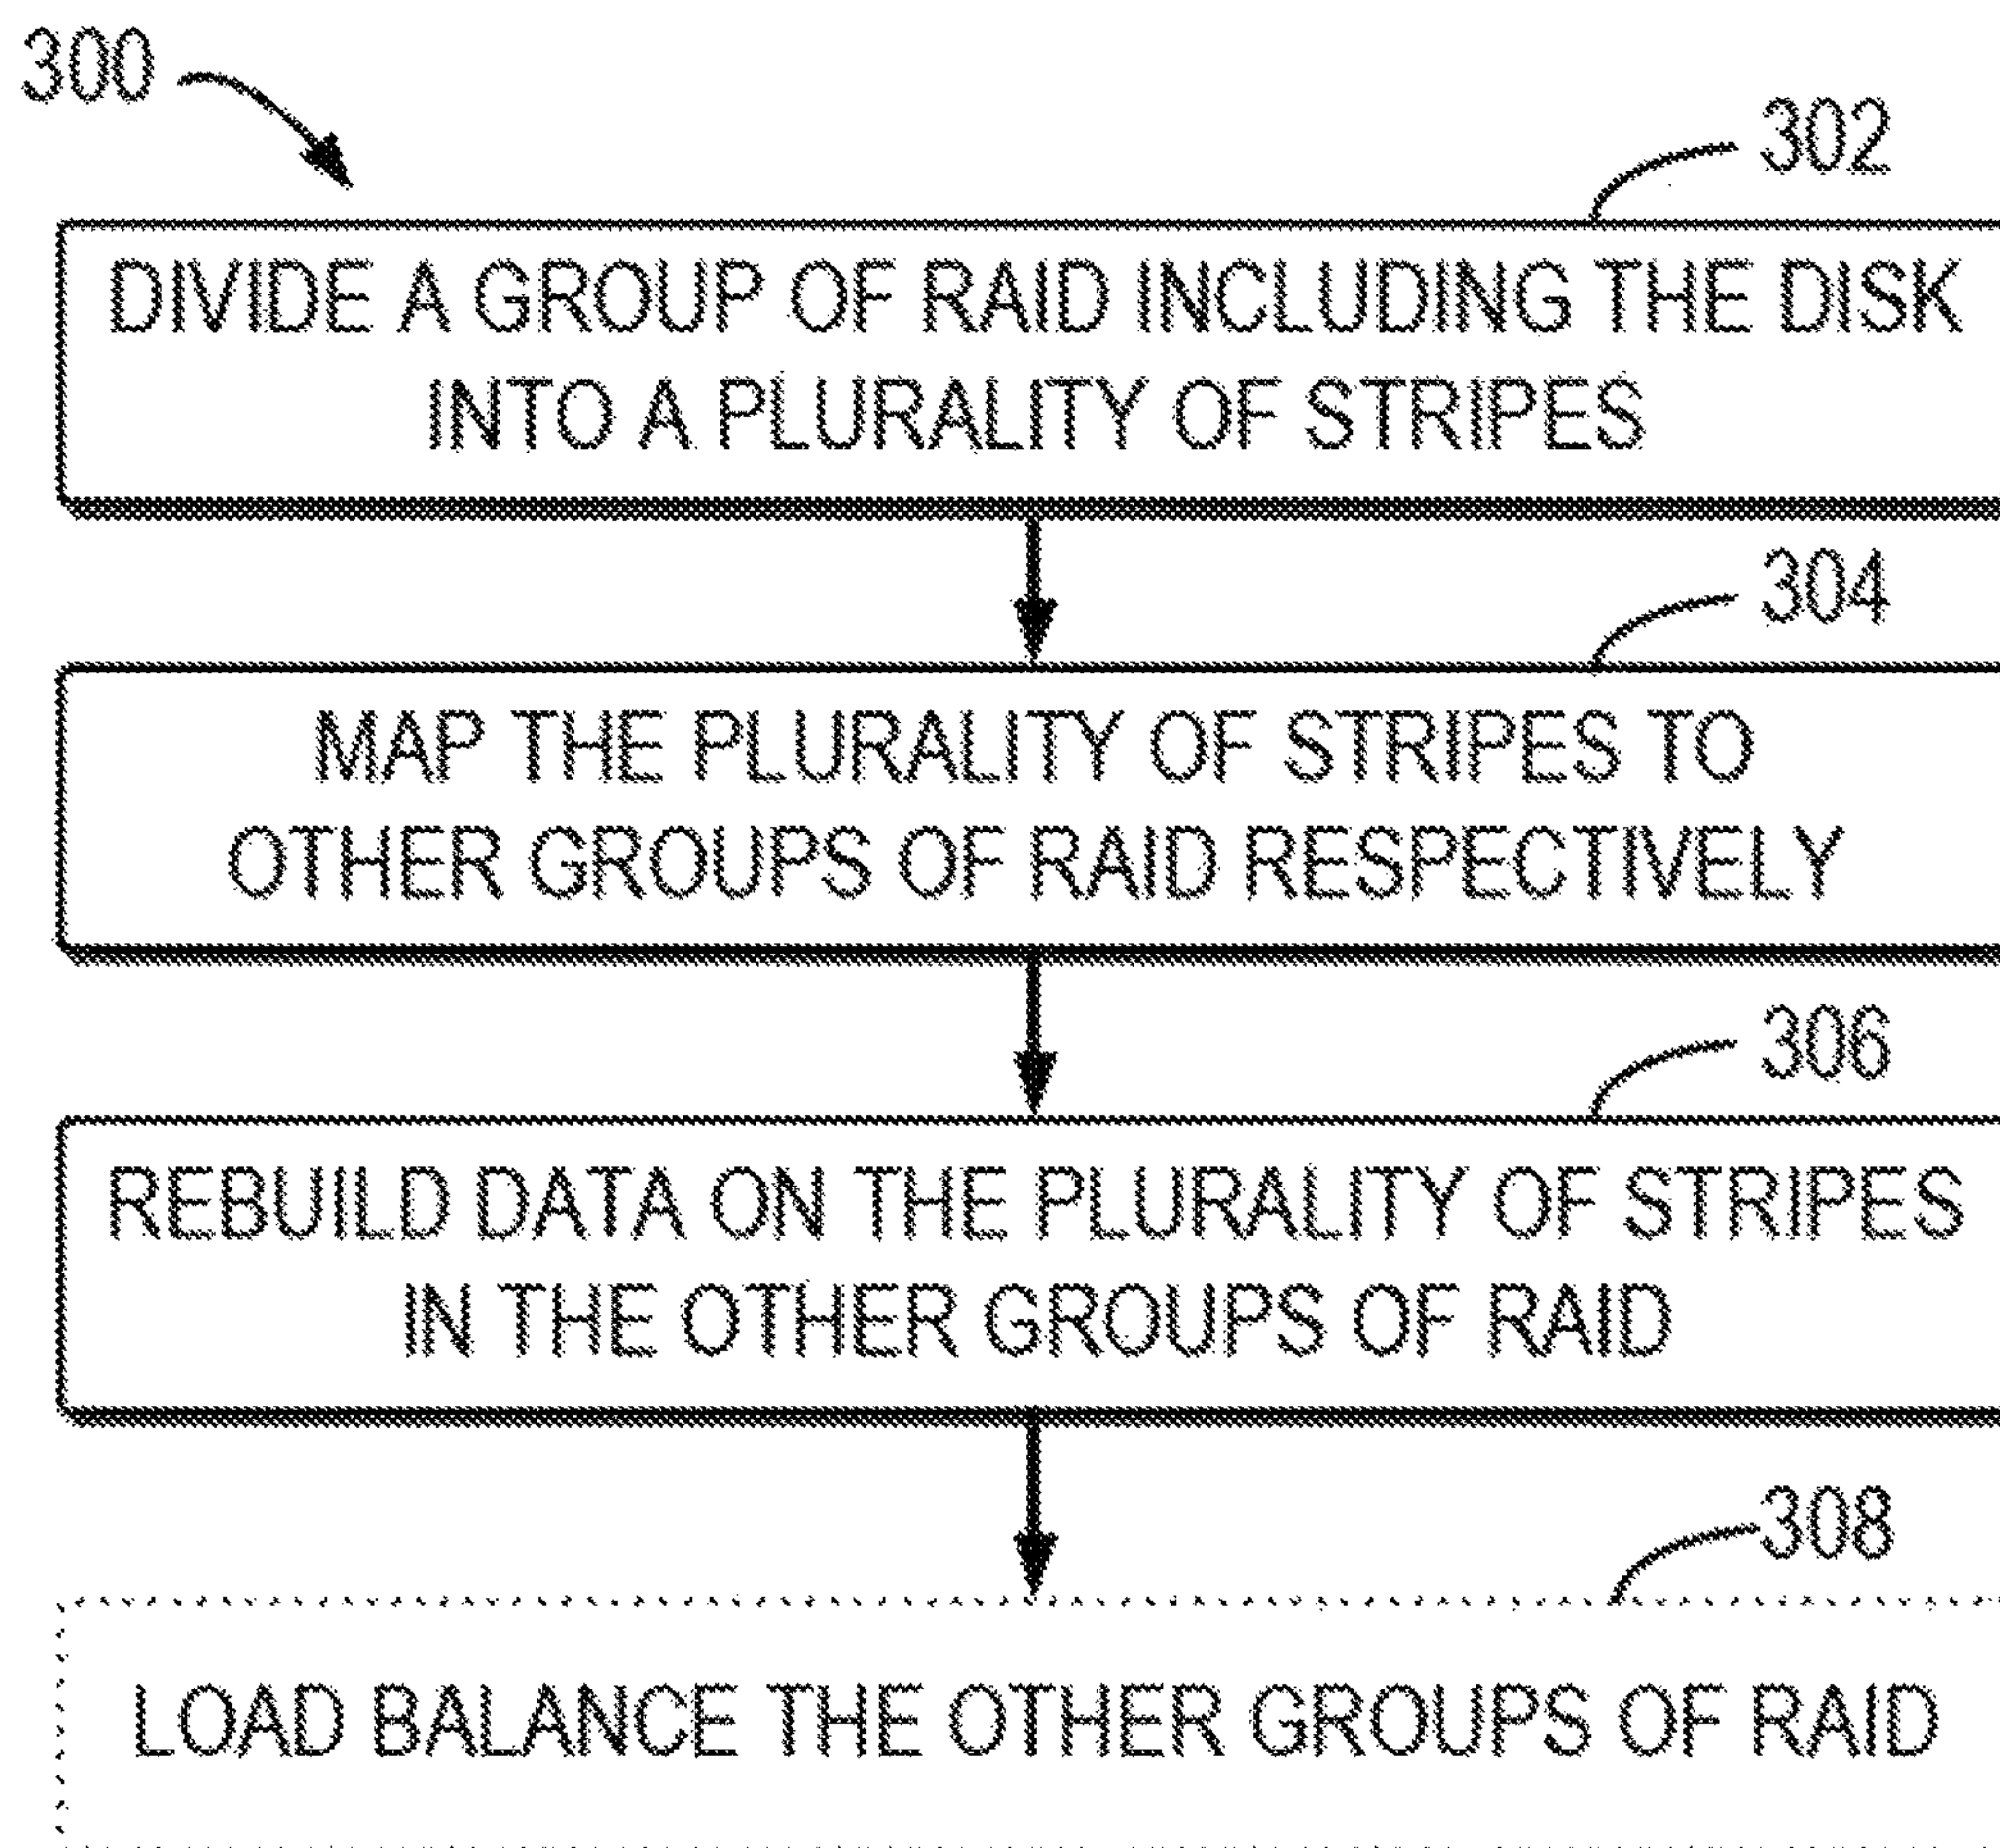 300
302
DIVIDE A GROUP OF RAID INCLUDING THE DISK
INTO A PLURALITY OF STRIPES
304
MAP THE PLURALITY OF STRIPES TO
OTHER GROUPS OF RAID RESPECTIVELY
306
REBUILD DATA ON THE PLURALITY OF STRIPES
IN THE OTHER GROUPS OF RAID
308
LOAD BALANCE THE OTHER GROUPS OF RAID